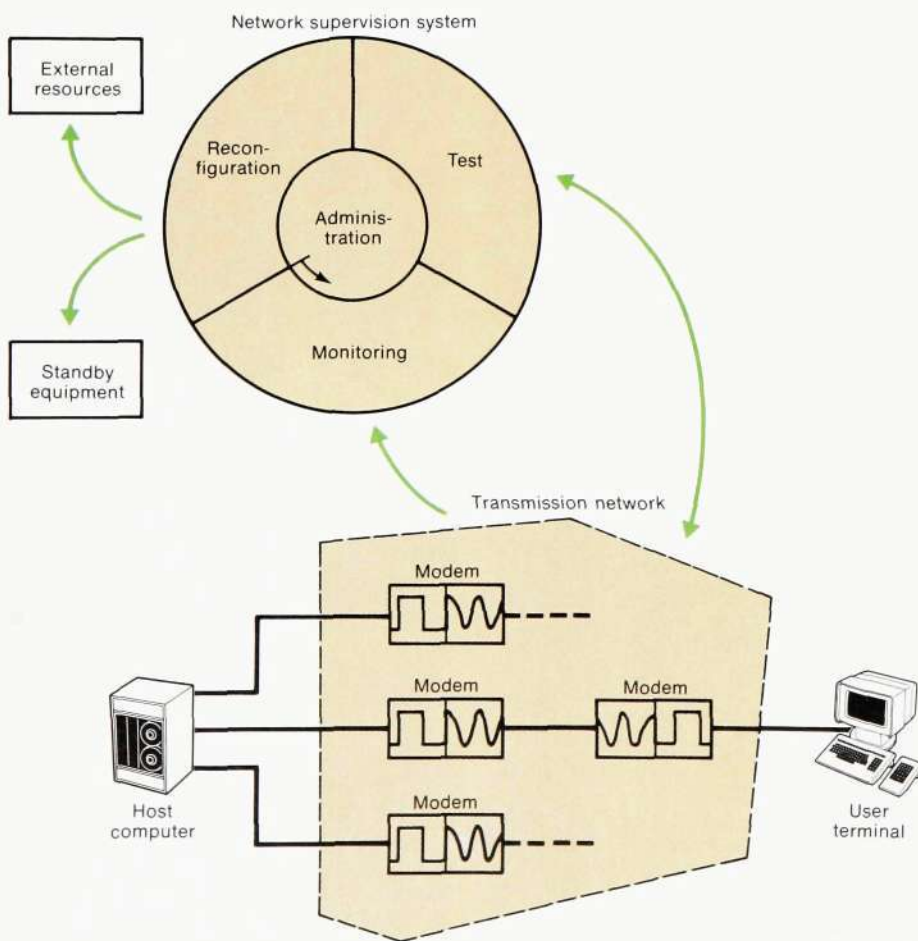 Network supervision system
External
resources
Recon-
figuration
Test
Adminis-
tration
Standby
equipment
Monitoring
Transmission network
Modem
Modem
Modem
Host
computer
User
terminal
Modem